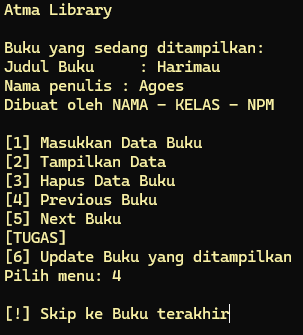 Atma Library
Buku yang sedang ditampilkan:
Judul Buku     : Harimau
Nama penulis : Agoes
Dibuat oleh NAMA - KELAS - NPM
[1] Masukkan Data Buku
[2] Tampilkan Data
[3] Hapus Data Buku
[4] Previous Buku
[5] Next Buku
[TUGAS]
[6] Update Buku yang ditampilkan
Pilih menu: 4
[!] Skip ke Buku terakhir